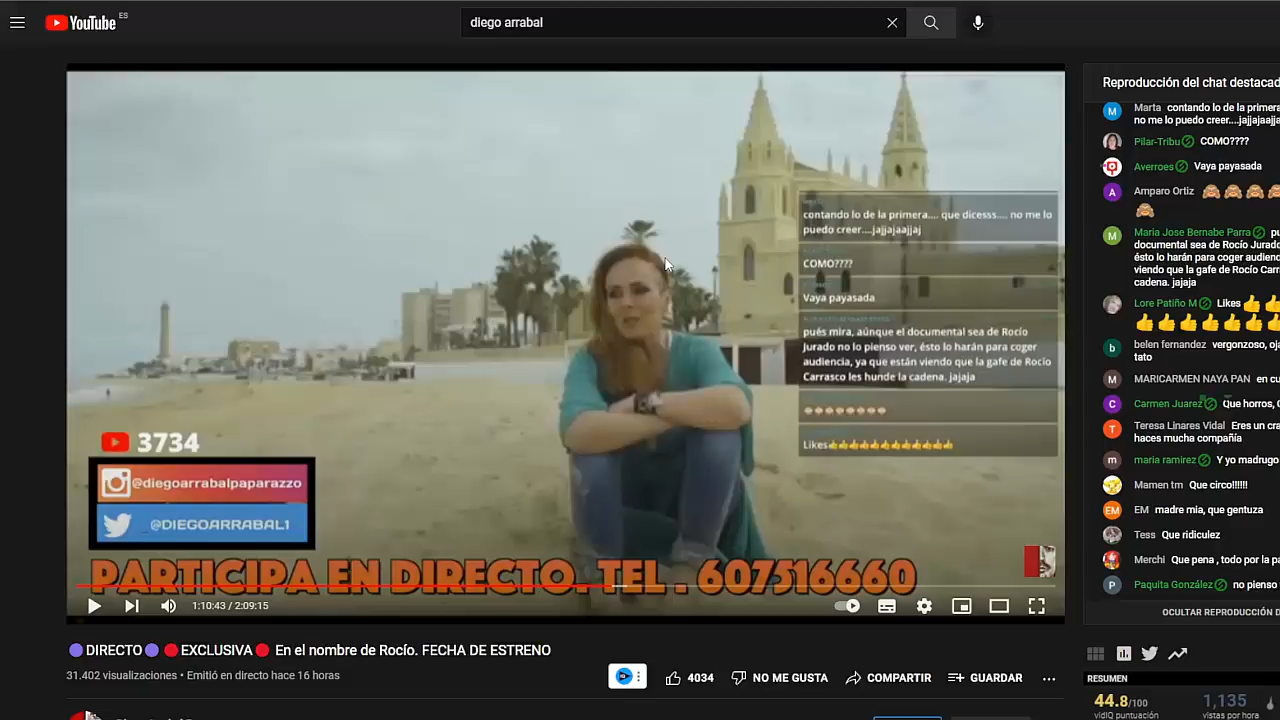 YouTube ES
diego arrabal
contando lo de la primera.... que dicesss.... no me lo
puedo creer....jajjajaajjaj
COMO????
Vaya payasada
pués mira, aúnque el documental sea de Rocío
Jurado no lo pienso ver, ésto lo harán para coger
audiencia, ya que están viendo que la gafe de Rocío
Carrasco les hunde la cadena. jajaja
Likes👍👍👍👍👍👍👍👍👍👍👍👍
3734
@diegoarrabalpaparazzo
_@DIEGOARRABAL1
PARTICIPA EN DIRECTO. TEL . 607516660
1:10:43 / 2:09:15
🟣DIRECTO🟣 🔴EXCLUSIVA🔴 En el nombre de Rocío. FECHA DE ESTRENO
31.402 visualizaciones • Emitió en directo hace 16 horas
4034 NO ME GUSTA COMPARTIR GUARDAR ...
Reproducción del chat destacad
M Marta contando lo de la primer
no me lo puedo creer....jajjajaajj
Pilar-Tribu COMO????
Averroes Vaya payasada
A Amparo Ortiz 🙈🙈🙈🙈
🙈
M Maria Jose Bernabe Parra pu
documental sea de Rocío Jurado
ésto lo harán para coger audien
viendo que la gafe de Rocío Carr
cadena. jajaja
Lore Patiño M Likes 👍👍
👍👍👍👍👍👍👍
b belen fernandez vergonzoso, oja
tato
M MARICARMEN NAYA PAN en cu
C Carmen Juarez Que horros, 
T Teresa Linares Vidal Eres un cra
haces mucha compañía
m maria ramirez Y yo madrugo
Mamen tm Que circo!!!!!!
EM EM madre mia, que gentuza
Tess Que ridiculez
Merchi Que pena , todo por la pa
P Paquita González no pienso
OCULTAR REPRODUCCIÓN D
RESUMEN
44.8/100 1,135
vidIQ puntuación vistas por hora